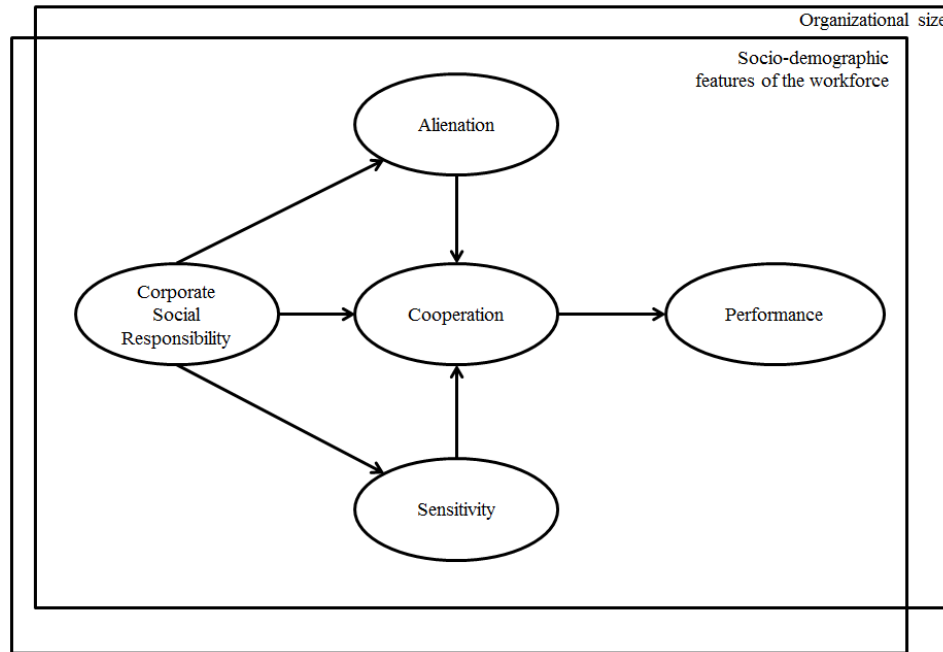 Organizational size
Socio-demographic
features of the workforce
Alienation
Corporate
Social
Responsibility
Cooperation
Performance
Sensitivity